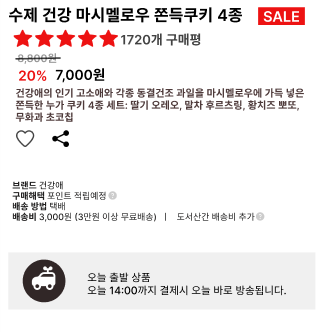 수제 건강 마시멜로우 쫀득쿠키 4종 SALE
1720개 구매평
8,800원
20% 7,000원
건강애의 인기 고소애와 각종 동결건조 과일을 마시멜로우에 가득 넣은
쫀득한 누가 쿠키 4종 세트: 딸기 오레오, 말차 후르츠링, 황치즈 뽀또,
무화과 초코칩
브랜드 건강애
구매혜택 포인트 적립예정 ?
배송 방법 택배
배송비 3,000원 (3만원 이상 무료배송) | 도서산간 배송비 추가 ?
오늘 출발 상품
오늘 14:00까지 결제시 오늘 바로 방송됩니다.